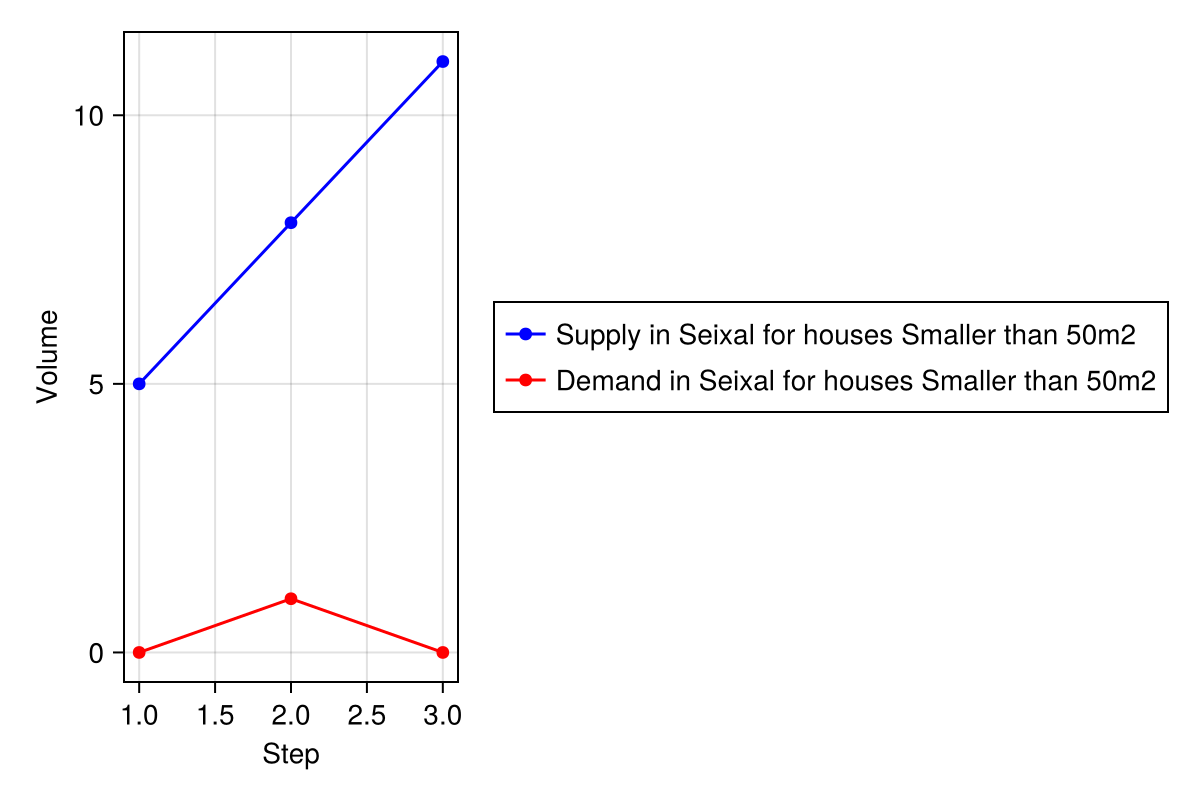 Volume
10
5
0
1.0 1.5 2.0 2.5 3.0
Step
Supply in Seixal for houses Smaller than 50m2
Demand in Seixal for houses Smaller than 50m2